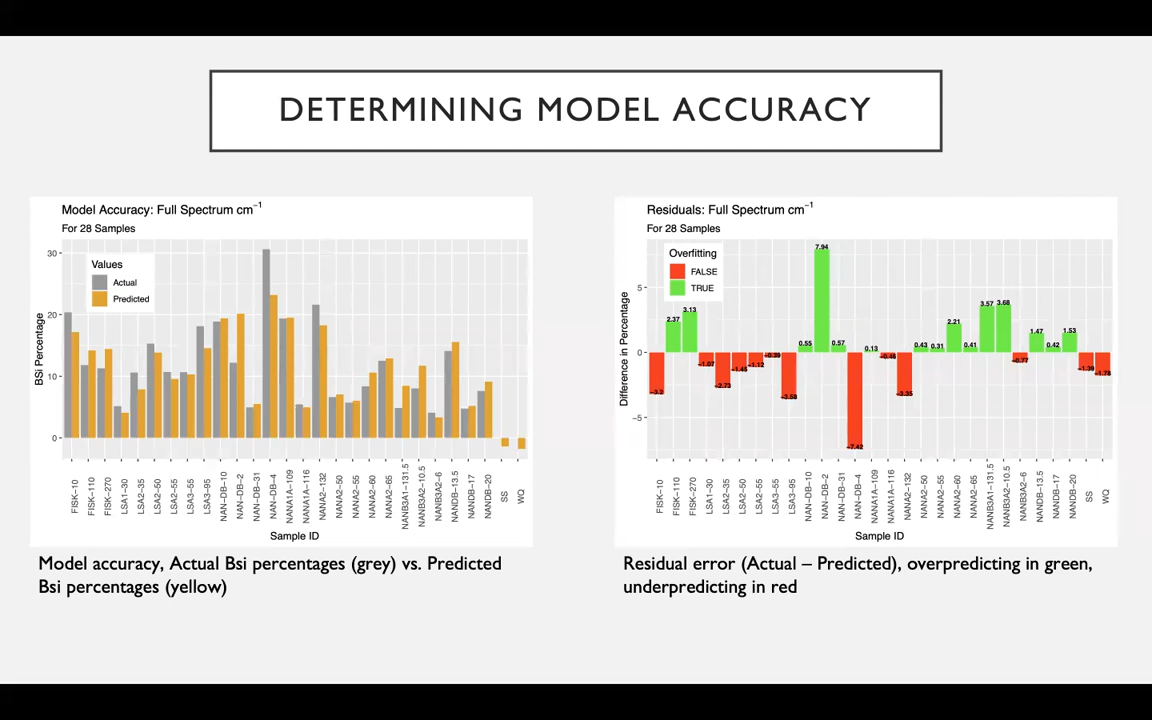 DETERMINING MODEL ACCURACY
Model Accuracy: Full Spectrum cm⁻¹
For 28 Samples
Values
Actual
Predicted
BSi Percentage
30
20
10
0
FISK-10
FISK-110
FISK-270
LSA1-30
LSA2-35
LSA2-50
LSA2-55
LSA3-55
LSA3-95
NAN-DB-10
NAN-DB-2
NAN-DB-31
NAN-DB-4
NANA1A-109
NANA1A-116
NANA2-132
NANA2-50
NANA2-55
NANA2-60
NANA2-65
NANB3A1-131.5
NANB3A2-10.5
NANB3A2-6
NANDB-13.5
NANDB-17
NANDB-20
SS
WQ
Sample ID
Model accuracy, Actual Bsi percentages (grey) vs. Predicted
Bsi percentages (yellow)
Residuals: Full Spectrum cm⁻¹
For 28 Samples
Overfitting
FALSE
TRUE
Difference in Percentage
5
0
-5
-3.2
2.37
3.13
-1.07
-2.73
-1.45
-1.12
-0.39
-3.58
0.55
7.94
0.57
-7.42
0.13
-0.46
-3.35
0.43
0.31
2.21
0.41
3.57
3.68
-0.77
1.47
0.42
1.53
-1.39
-1.78
FISK-10
FISK-110
FISK-270
LSA1-30
LSA2-35
LSA2-50
LSA2-55
LSA3-55
LSA3-95
NAN-DB-10
NAN-DB-2
NAN-DB-31
NAN-DB-4
NANA1A-109
NANA1A-116
NANA2-132
NANA2-50
NANA2-55
NANA2-60
NANA2-65
NANB3A1-131.5
NANB3A2-10.5
NANB3A2-6
NANDB-13.5
NANDB-17
NANDB-20
SS
WQ
Sample ID
Residual error (Actual – Predicted), overpredicting in green,
underpredicting in red